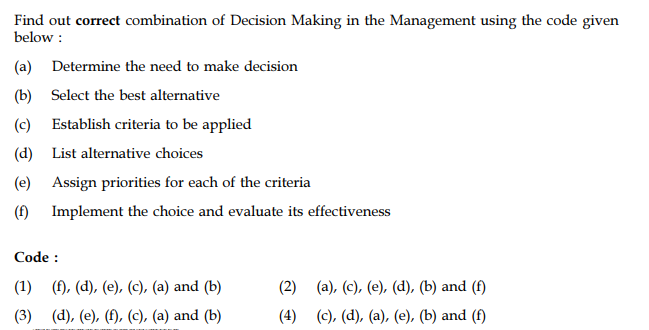 Find out correct combination of Decision Making in the Management using the code given
below :
(a) Determine the need to make decision
(b) Select the best alternative
(c) Establish criteria to be applied
(d) List alternative choices
(e) Assign priorities for each of the criteria
(f) Implement the choice and evaluate its effectiveness
Code :
(1) (f), (d), (e), (c), (a) and (b) (2) (a), (c), (e), (d), (b) and (f)
(3) (d), (e), (f), (c), (a) and (b) (4) (c), (d), (a), (e), (b) and (f)